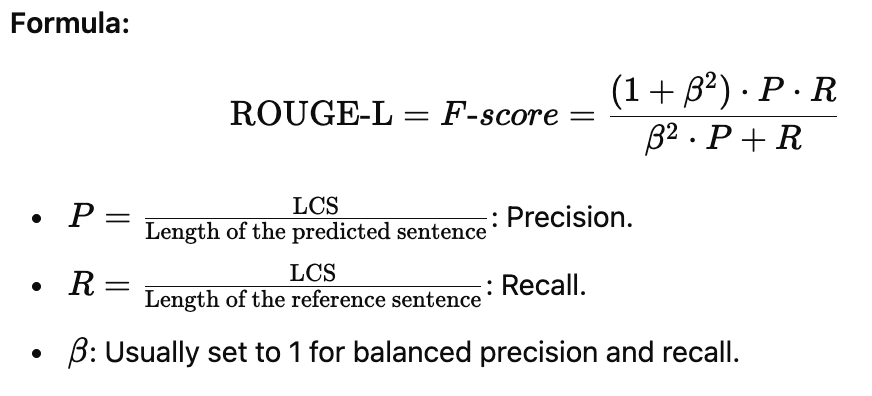 Formula:
ROUGE-L = F-score = (1 + β²) · P · R / β² · P + R
• P = LCS / Length of the predicted sentence : Precision.
• R = LCS / Length of the reference sentence : Recall.
• β: Usually set to 1 for balanced precision and recall.